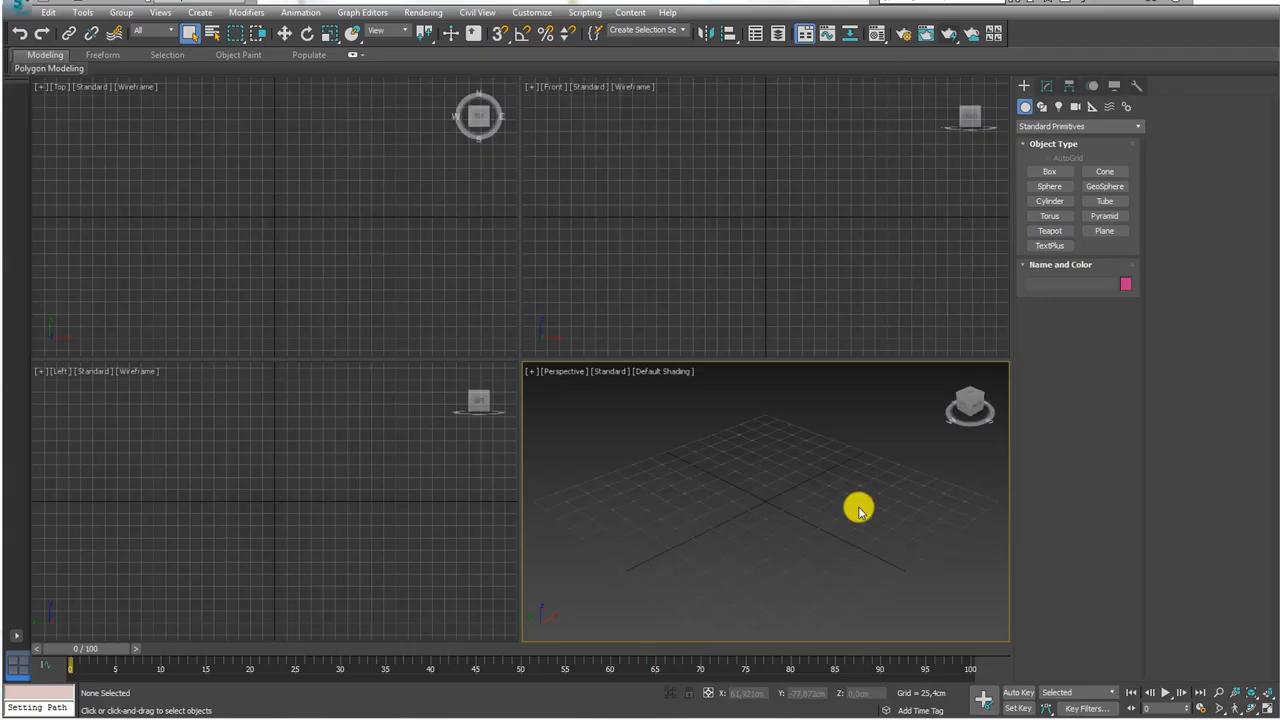 Edit Tools Group Views Create Modifiers Animation Graph Editors Rendering Civil View Customize Scripting Content Help
All View Create Selection Se
Modeling Freeform Selection Object Paint Populate
Polygon Modeling
[+] [Top] [Standard] [Wireframe]
N
W
S
[+] [Front] [Standard] [Wireframe]
Standard Primitives
Object Type
AutoGrid
Box Cone
Sphere GeoSphere
Cylinder Tube
Torus Pyramid
Teapot Plane
TextPlus
Name and Color
[+] [Left] [Standard] [Wireframe]
[+] [Perspective] [Standard] [Default Shading]
z
0 / 100
0 5 10 15 20 25 30 35 40 45 50 55 60 65 70 75 80 85 90 95 100
None Selected
X: 61,921cm Y: -77,872cm Z: 0,0cm Grid = 25,4cm
Auto Key Selected
Setting Path
Click or click-and-drag to select objects
Add Time Tag
Set Key Key Filters... 0